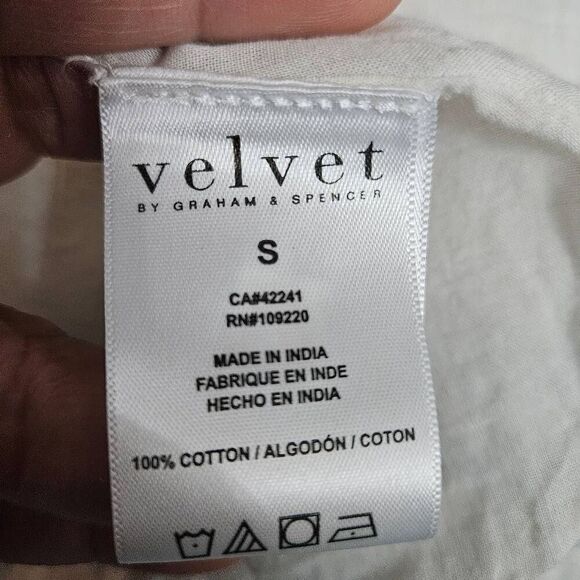 velvet
BY GRAHAM & SPENCER
S
CA#42241
RN#109220
MADE IN INDIA
FABRIQUE EN INDE
HECHO EN INDIA
100% COTTON / ALGODÓN / COTON